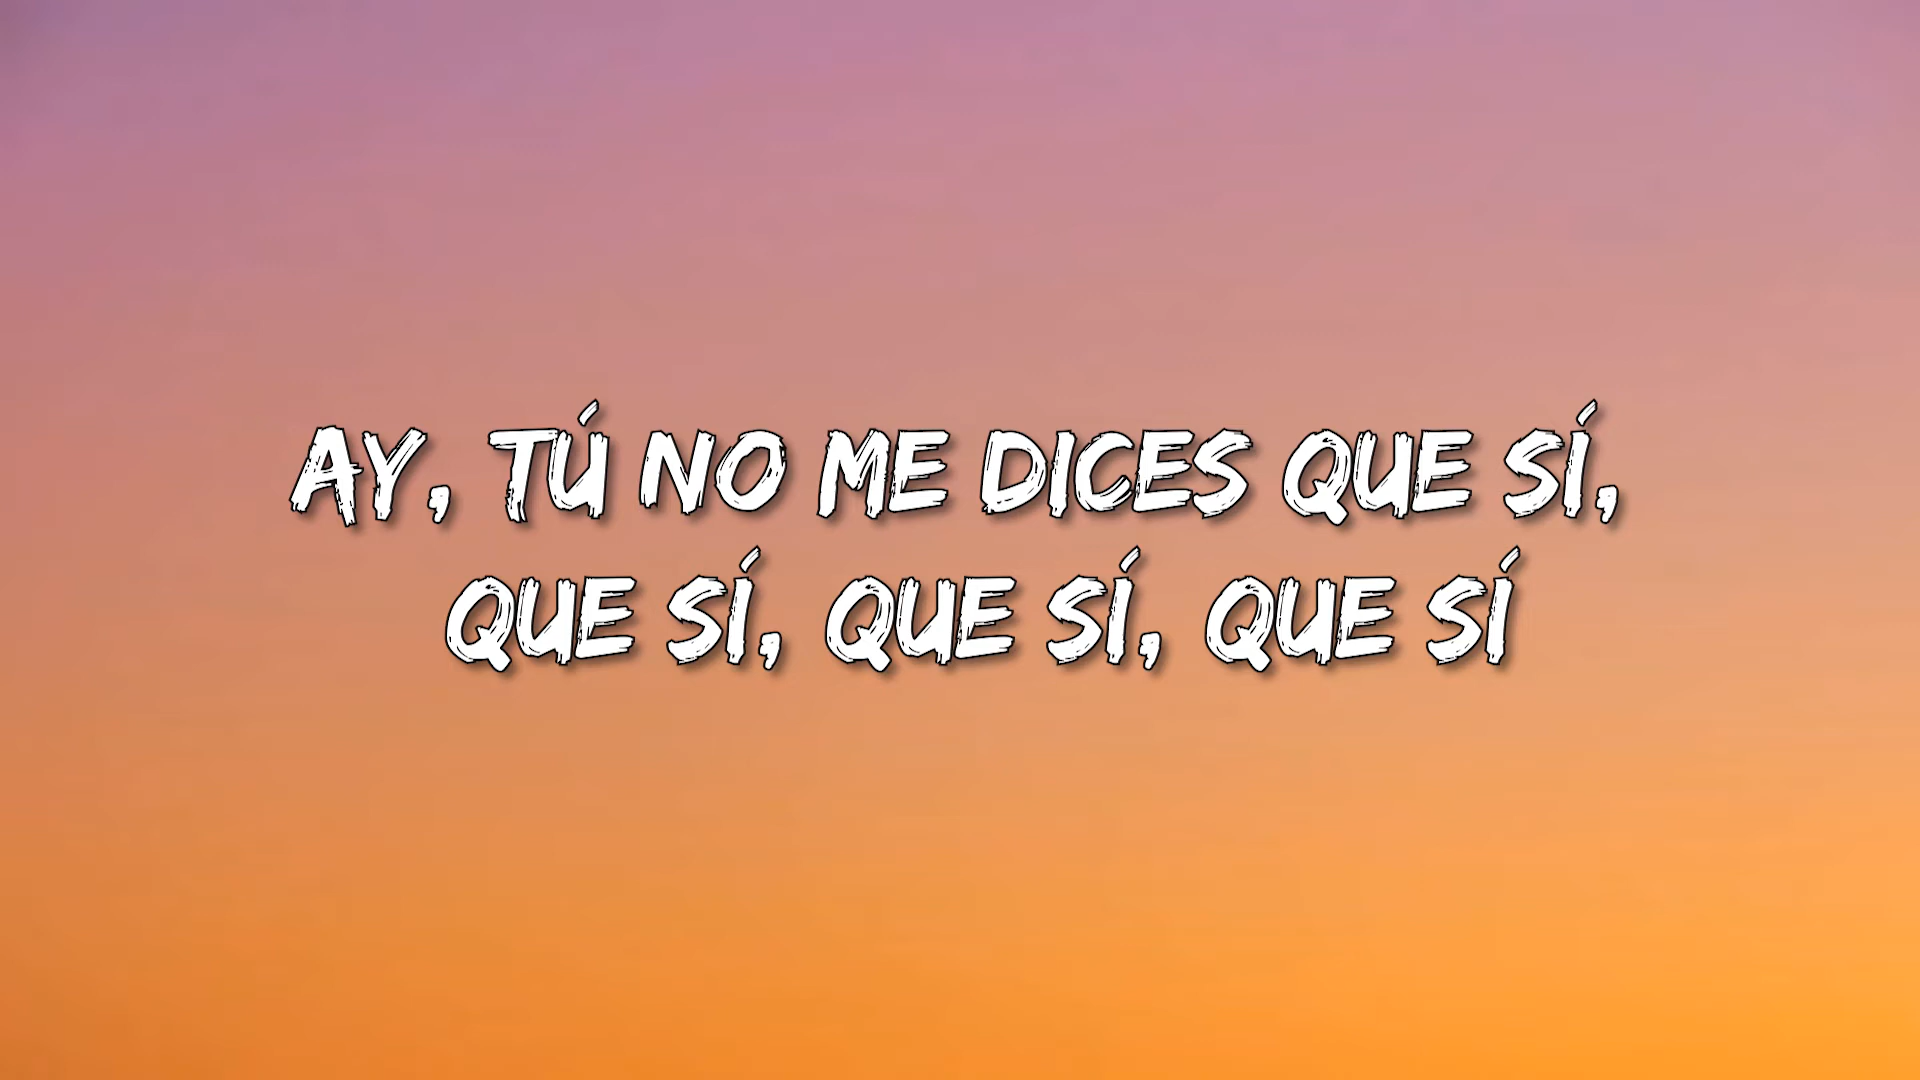 AY, TÚ NO ME DICES QUE SÍ,
QUE SÍ, QUE SÍ, QUE SÍ